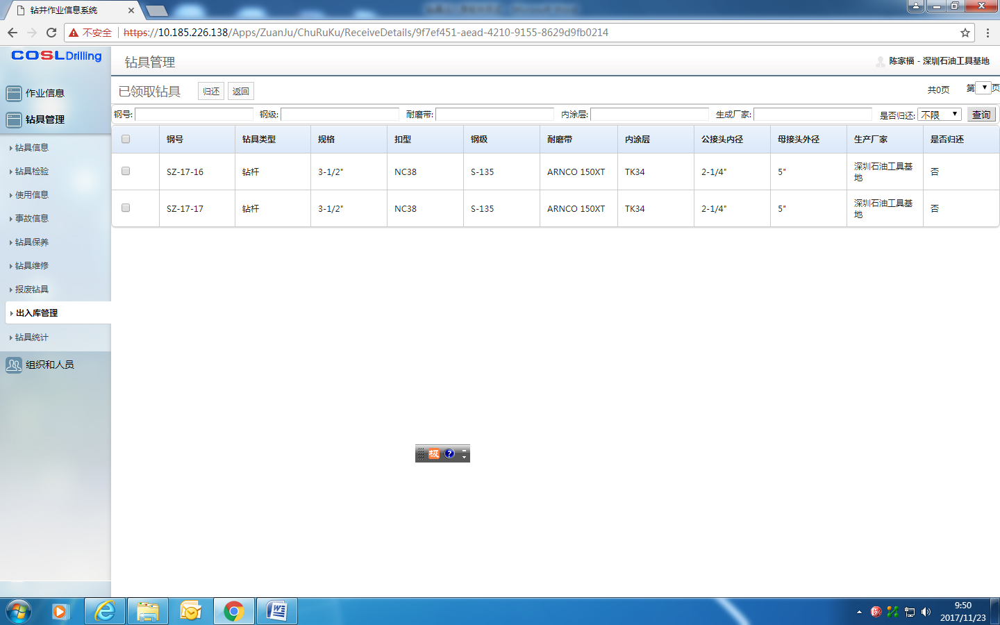 钻井作业信息系统
不安全 https://10.185.226.138/Apps/ZuanJu/ChuRuKu/ReceiveDetails/9f7ef451-aead-4210-9155-8629d9fb0214
COSL Drilling
钻具管理
陈家福 - 深圳石油工具基地
作业信息
钻具管理
钻具信息
钻具检验
使用信息
事故信息
钻具保养
钻具维修
报废钻具
出入库管理
钻具统计
组织和人员
已领取钻具 归还 返回 共0页 第 页
钢号: 钢级: 耐磨带: 内涂层: 生成厂家: 是否归还: 不限 查询
钢号 钻具类型 规格 扣型 钢级 耐磨带 内涂层 公接头内径 母接头外径 生产厂家 是否归还
SZ-17-16 钻杆 3-1/2" NC38 S-135 ARNCO 150XT TK34 2-1/4" 5" 深圳石油工具基地 否
SZ-17-17 钻杆 3-1/2" NC38 S-135 ARNCO 150XT TK34 2-1/4" 5" 深圳石油工具基地 否
极 ?
9:50
2017/11/23